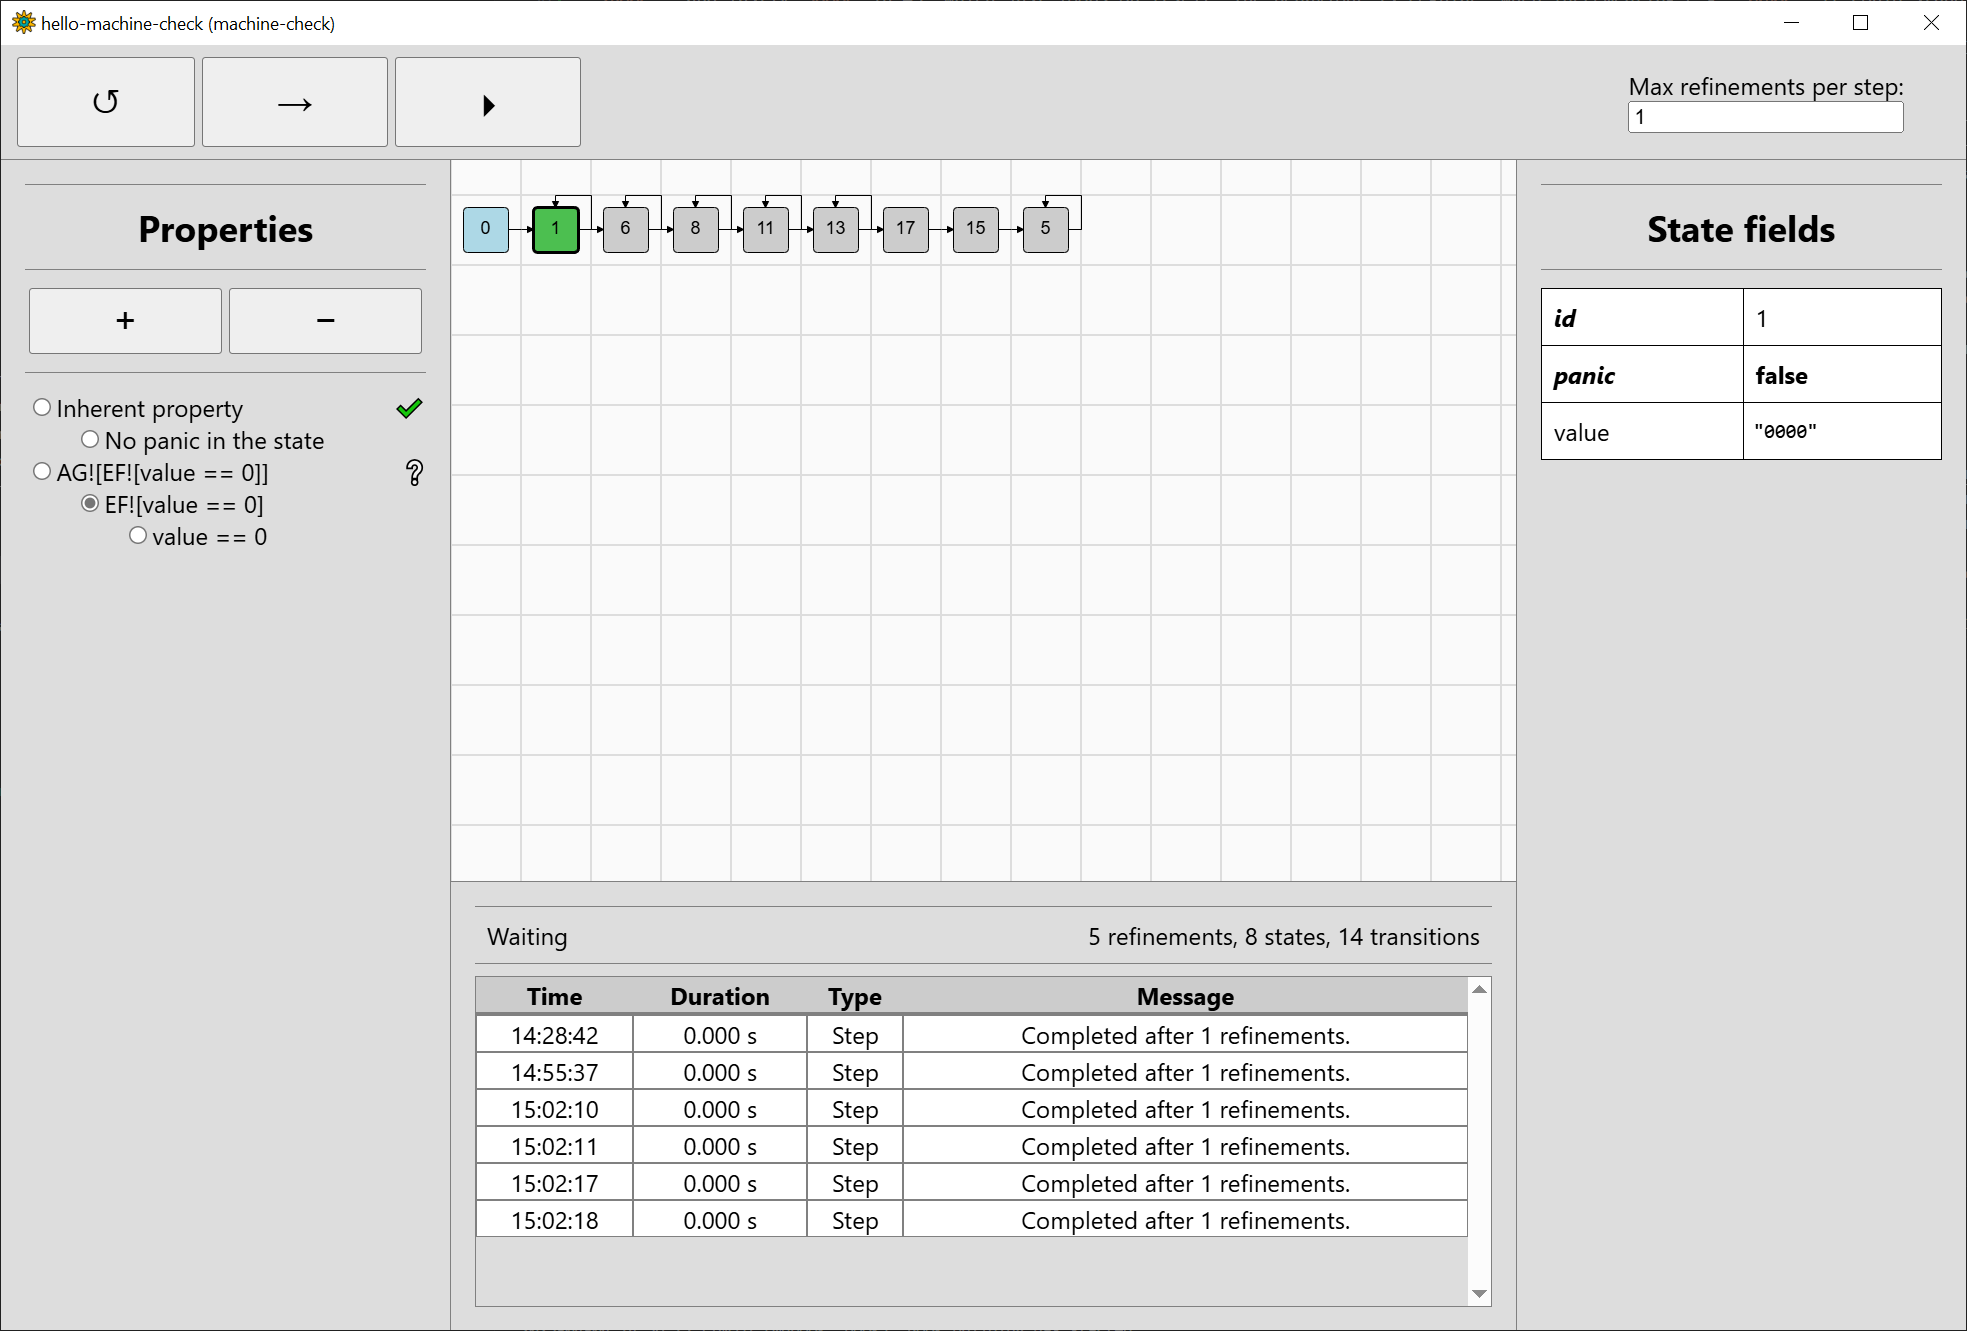 hello-machine-check (machine-check)
Max refinements per step:
1
Properties
+ −
Inherent property
No panic in the state
AG![EF![value == 0]]
EF![value == 0]
value == 0
0 1 6 8 11 13 17 15 5
State fields
id 1
panic false
value "0000"
Waiting 5 refinements, 8 states, 14 transitions
Time Duration Type Message
14:28:42 0.000 s Step Completed after 1 refinements.
14:55:37 0.000 s Step Completed after 1 refinements.
15:02:10 0.000 s Step Completed after 1 refinements.
15:02:11 0.000 s Step Completed after 1 refinements.
15:02:17 0.000 s Step Completed after 1 refinements.
15:02:18 0.000 s Step Completed after 1 refinements.